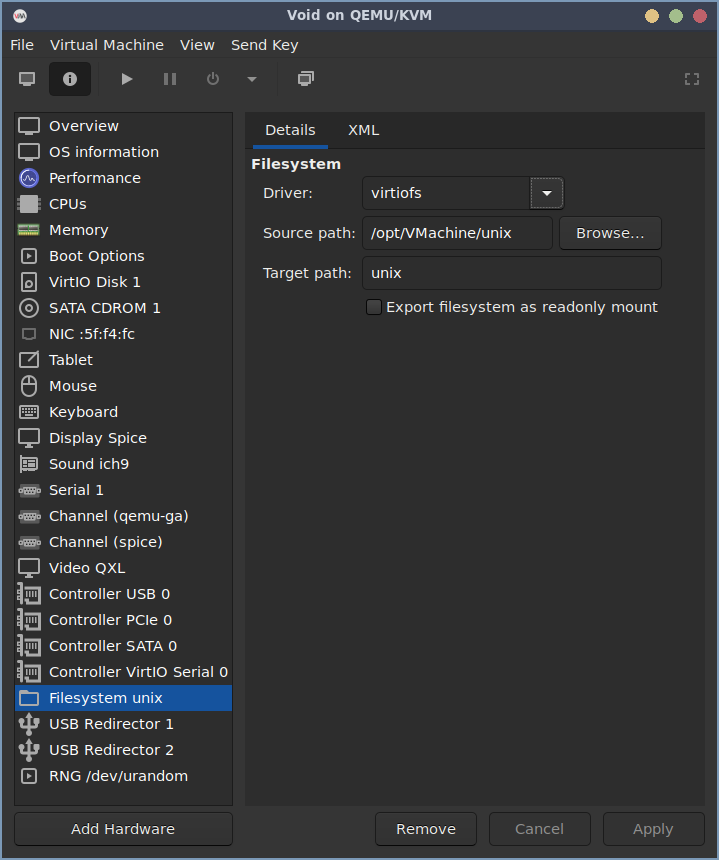 Void on QEMU/KVM
File Virtual Machine View Send Key
Overview
OS information
Performance
CPUs
Memory
Boot Options
VirtIO Disk 1
SATA CDROM 1
NIC :5f:f4:fc
Tablet
Mouse
Keyboard
Display Spice
Sound ich9
Serial 1
Channel (qemu-ga)
Channel (spice)
Video QXL
Controller USB 0
Controller PCIe 0
Controller SATA 0
Controller VirtIO Serial 0
Filesystem unix
USB Redirector 1
USB Redirector 2
RNG /dev/urandom
Add Hardware
Details XML
Filesystem
Driver: virtiofs
Source path: /opt/VMachine/unix Browse...
Target path: unix
Export filesystem as readonly mount
Remove Cancel Apply